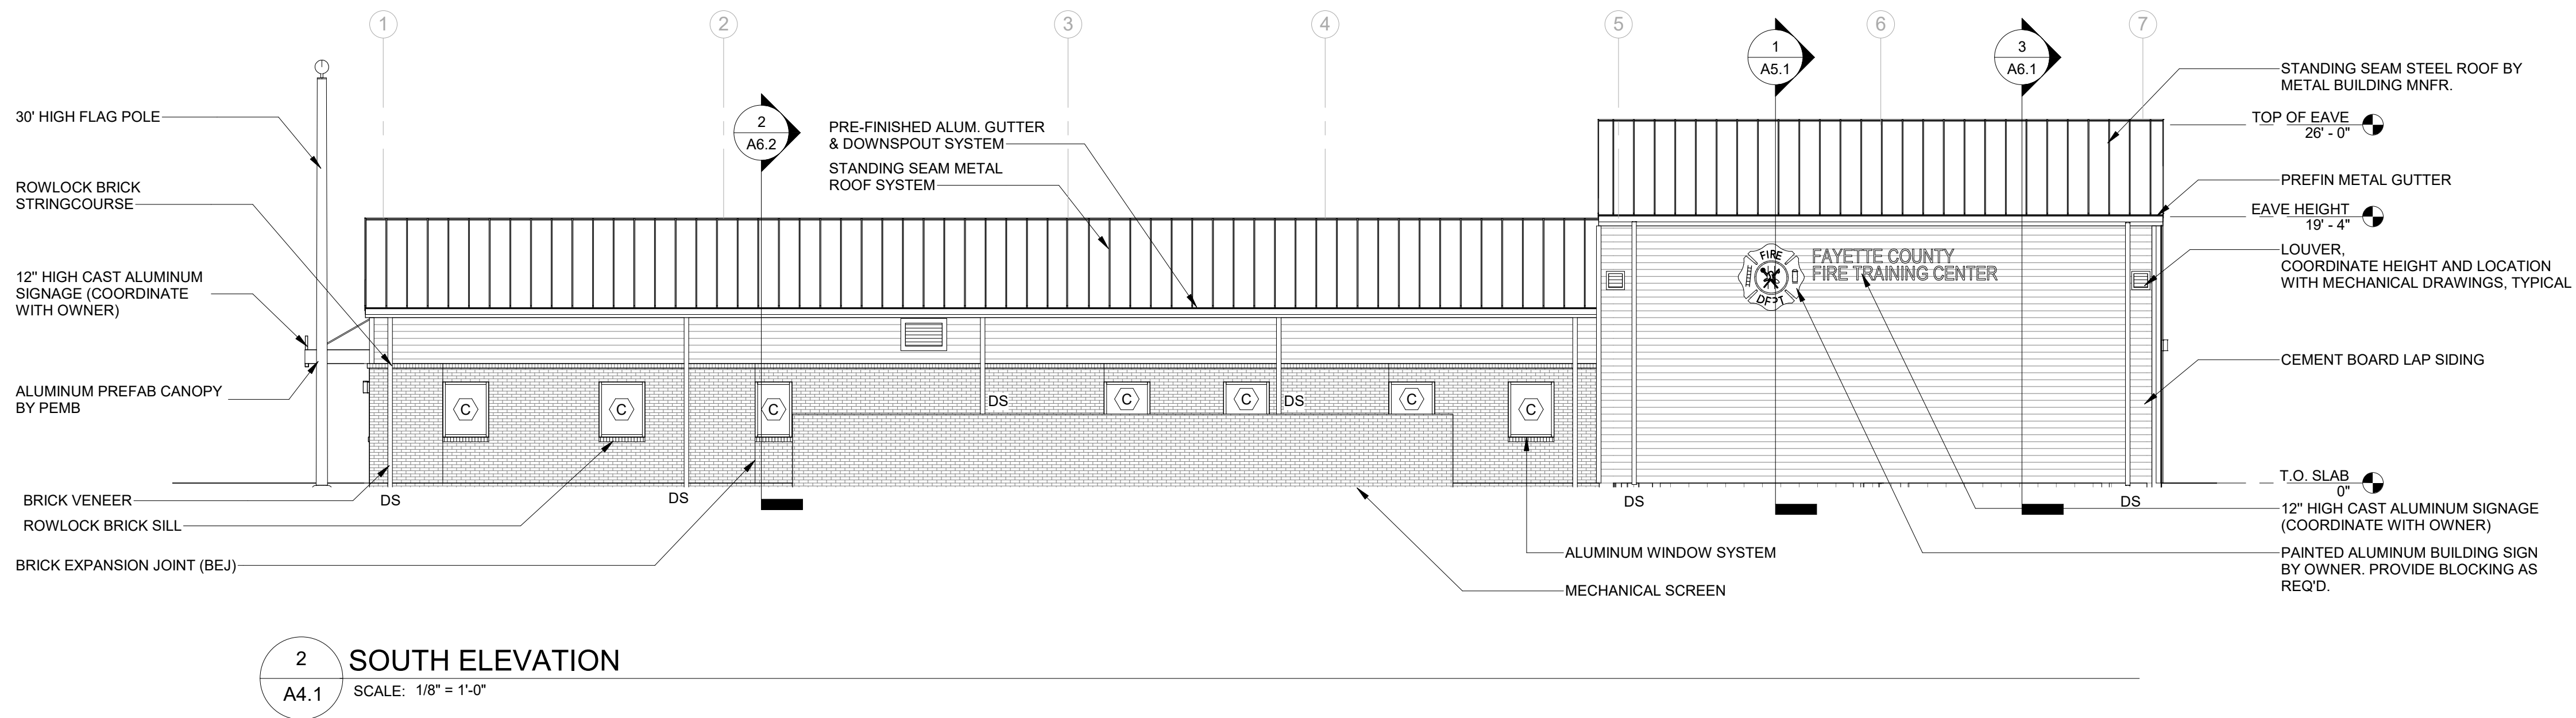 1
2
3
4
5
6
7
1
A5.1
3
A6.1
2
A6.2
30' HIGH FLAG POLE
ROWLOCK BRICK
STRINGCOURSE
12" HIGH CAST ALUMINUM
SIGNAGE (COORDINATE
WITH OWNER)
ALUMINUM PREFAB CANOPY
BY PEMB
BRICK VENEER
ROWLOCK BRICK SILL
BRICK EXPANSION JOINT (BEJ)
PRE-FINISHED ALUM. GUTTER
& DOWNSPOUT SYSTEM
STANDING SEAM METAL
ROOF SYSTEM
FIRE
DEPT
FAYETTE COUNTY
FIRE TRAINING CENTER
C
C
C
C
C
C
C
DS
DS
DS
DS
DS
DS
ALUMINUM WINDOW SYSTEM
MECHANICAL SCREEN
STANDING SEAM STEEL ROOF BY
METAL BUILDING MNFR.
TOP OF EAVE
26' - 0"
PREFIN METAL GUTTER
EAVE HEIGHT
19' - 4"
LOUVER,
COORDINATE HEIGHT AND LOCATION
WITH MECHANICAL DRAWINGS, TYPICAL
CEMENT BOARD LAP SIDING
T.O. SLAB
0"
12" HIGH CAST ALUMINUM SIGNAGE
(COORDINATE WITH OWNER)
PAINTED ALUMINUM BUILDING SIGN
BY OWNER. PROVIDE BLOCKING AS
REQ'D.
2
A4.1
SOUTH ELEVATION
SCALE: 1/8" = 1'-0"